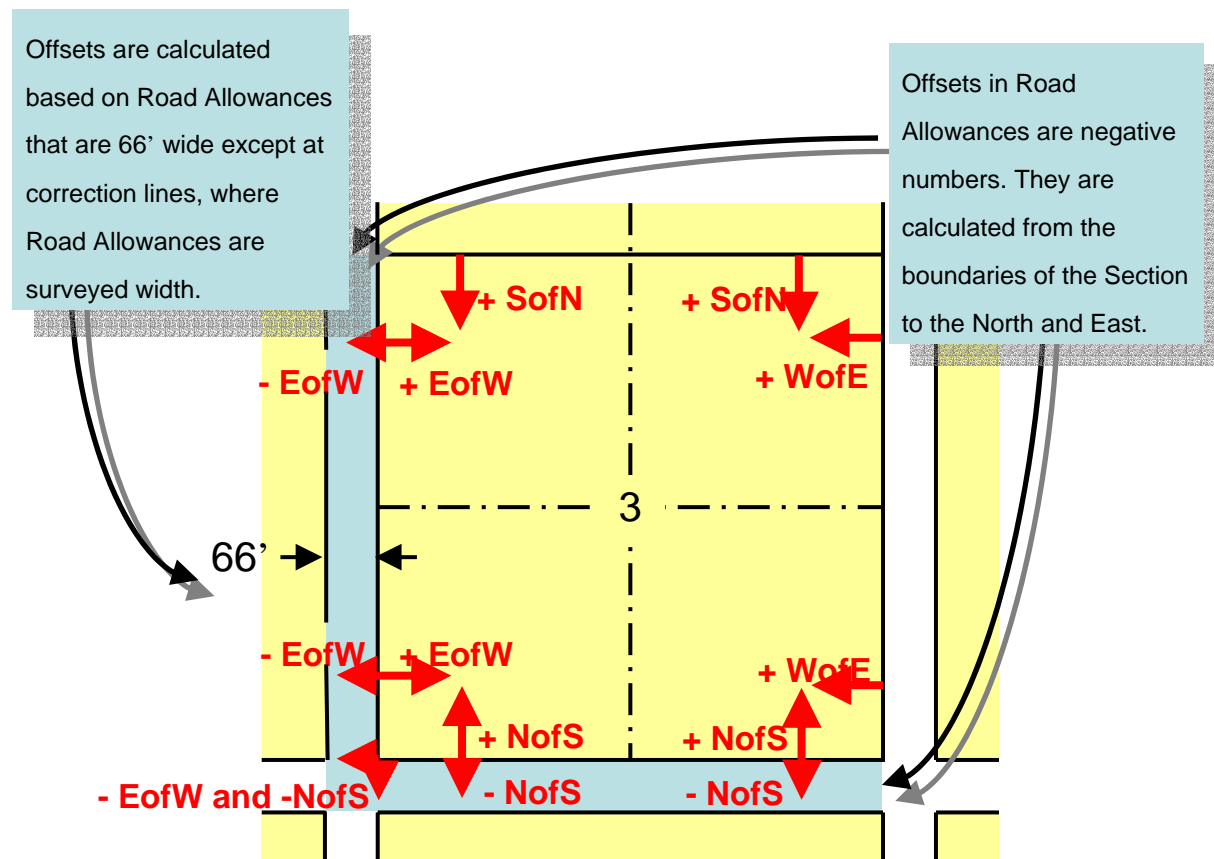 Offsets are calculated
based on Road Allowances
that are 66’ wide except at
correction lines, where
Road Allowances are
surveyed width.
Offsets in Road
Allowances are negative
numbers. They are
calculated from the
boundaries of the Section
to the North and East.
+ SofN
+ SofN
- EofW
+ EofW
+ WofE
3
66’
- EofW
+ EofW
+ WofE
+ NofS
+ NofS
- EofW and -NofS
- NofS
- NofS